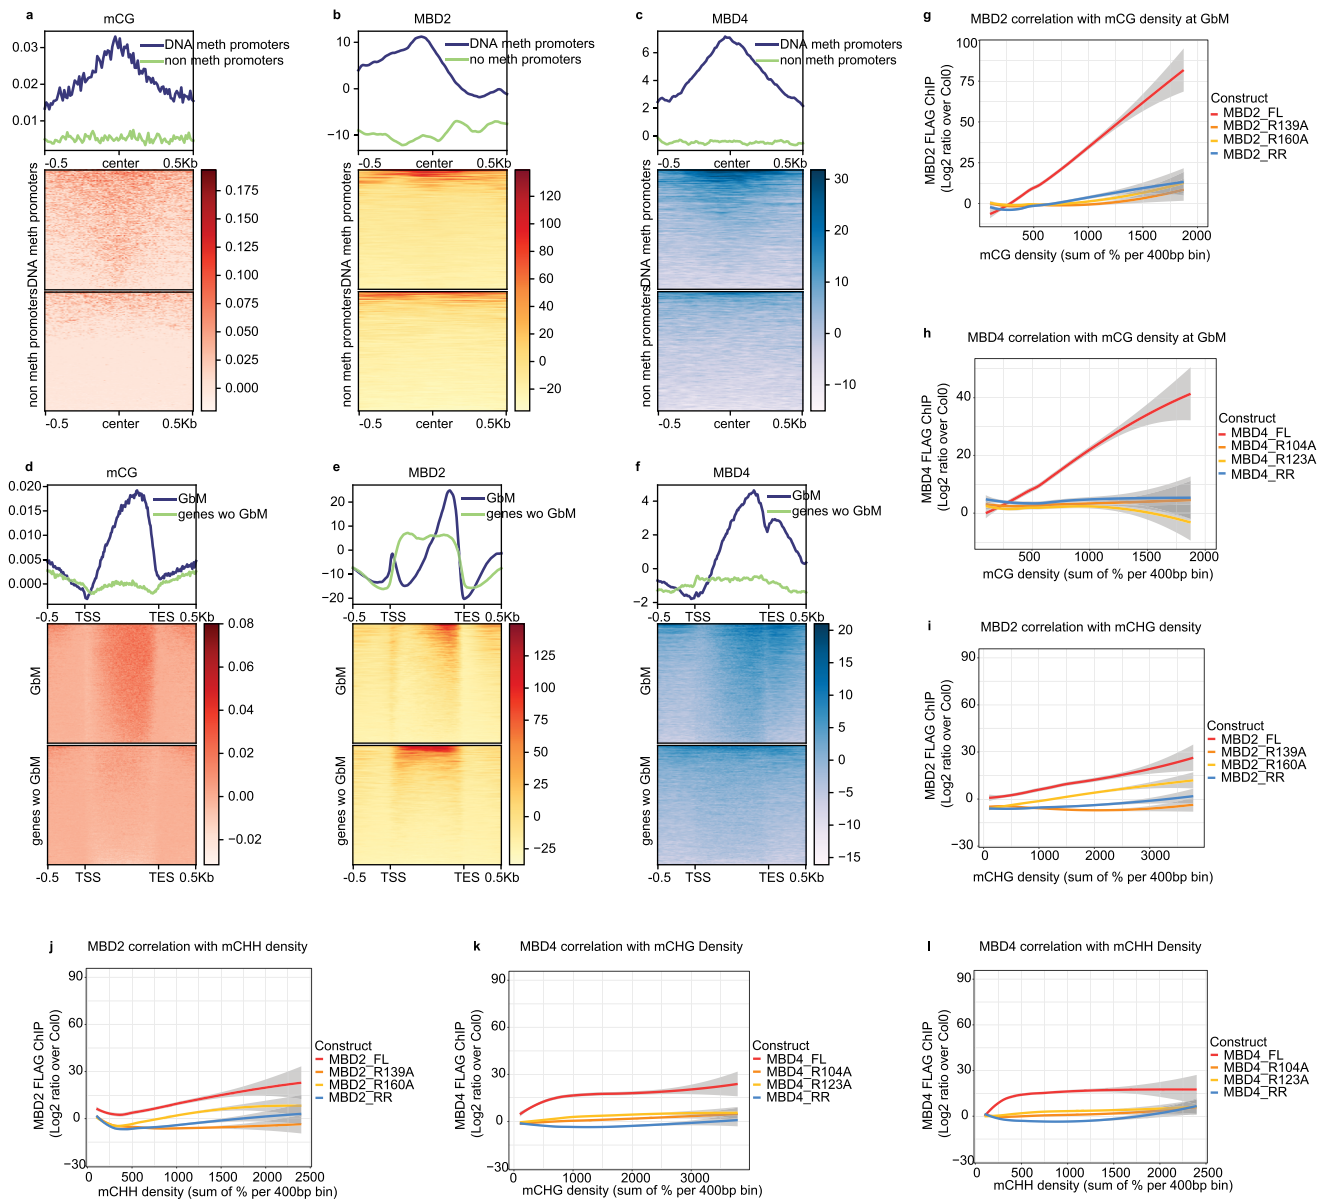 a
mCG
DNA meth promoters
non meth promoters
0.03
0.02
0.01
-0.5
center
0.5Kb
DNA meth promoters
non meth promoters
0.175
0.150
0.125
0.100
0.075
0.050
0.025
0.000
-0.5
center
0.5Kb
b
MBD2
DNA meth promoters
no meth promoters
10
0
−10
-0.5
center
0.5Kb
DNA meth promoters
non meth promoters
120
100
80
60
40
20
0
−20
-0.5
center
0.5Kb
c
MBD4
DNA meth promoters
non meth promoters
6
4
2
0
-0.5
center
0.5Kb
DNA meth promoters
non meth promoters
30
20
10
0
−10
-0.5
center
0.5Kb
g
MBD2 correlation with mCG density at GbM
MBD2 FLAG ChIP
(Log2 ratio over Col0)
100
75
50
25
0
500
1000
1500
2000
mCG density (sum of % per 400bp bin)
Construct
MBD2_FL
MBD2_R139A
MBD2_R160A
MBD2_RR
h
MBD4 correlation with mCG density at GbM
MBD4 FLAG ChIP
(Log2 ratio over Col0)
40
20
0
500
1000
1500
2000
mCG density (sum of % per 400bp bin)
Construct
MBD4_FL
MBD4_R104A
MBD4_R123A
MBD4_RR
d
mCG
GbM
genes wo GbM
0.020
0.015
0.010
0.005
0.000
-0.5
TSS
TES
0.5Kb
GbM
genes wo GbM
0.08
0.06
0.04
0.02
0.00
−0.02
-0.5
TSS
TES
0.5Kb
e
MBD2
GbM
genes wo GbM
20
10
0
−10
−20
-0.5
TSS
TES
0.5Kb
GbM
genes wo GbM
125
100
75
50
25
0
−25
-0.5
TSS
TES
0.5Kb
f
MBD4
GbM
genes wo GbM
4
2
0
−2
-0.5
TSS
TES
0.5Kb
GbM
genes wo GbM
20
15
10
5
0
−5
−10
−15
-0.5
TSS
TES
0.5Kb
i
MBD2 correlation with mCHG density
MBD2 FLAG ChIP
(Log2 ratio over Col0)
90
60
30
0
−30
0
1000
2000
3000
mCHG density (sum of % per 400bp bin)
Construct
MBD2_FL
MBD2_R139A
MBD2_R160A
MBD2_RR
j
MBD2 correlation with mCHH density
MBD2 FLAG ChIP
(Log2 ratio over Col0)
90
60
30
0
−30
0
500
1000
1500
2000
2500
mCHH density (sum of % per 400bp bin)
Construct
MBD2_FL
MBD2_R139A
MBD2_R160A
MBD2_RR
k
MBD4 correlation with mCHG Density
MBD4 FLAG ChIP
(Log2 ratio over Col0)
90
60
30
0
−30
0
1000
2000
3000
mCHG density (sum of % per 400bp bin)
Construct
MBD4_FL
MBD4_R104A
MBD4_R123A
MBD4_RR
l
MBD4 correlation with mCHH Density
MBD4 FLAG ChIP
(Log2 ratio over Col0)
90
60
30
0
−30
0
500
1000
1500
2000
2500
mCHH density (sum of % per 400bp bin)
Construct
MBD4_FL
MBD4_R104A
MBD4_R123A
MBD4_RR